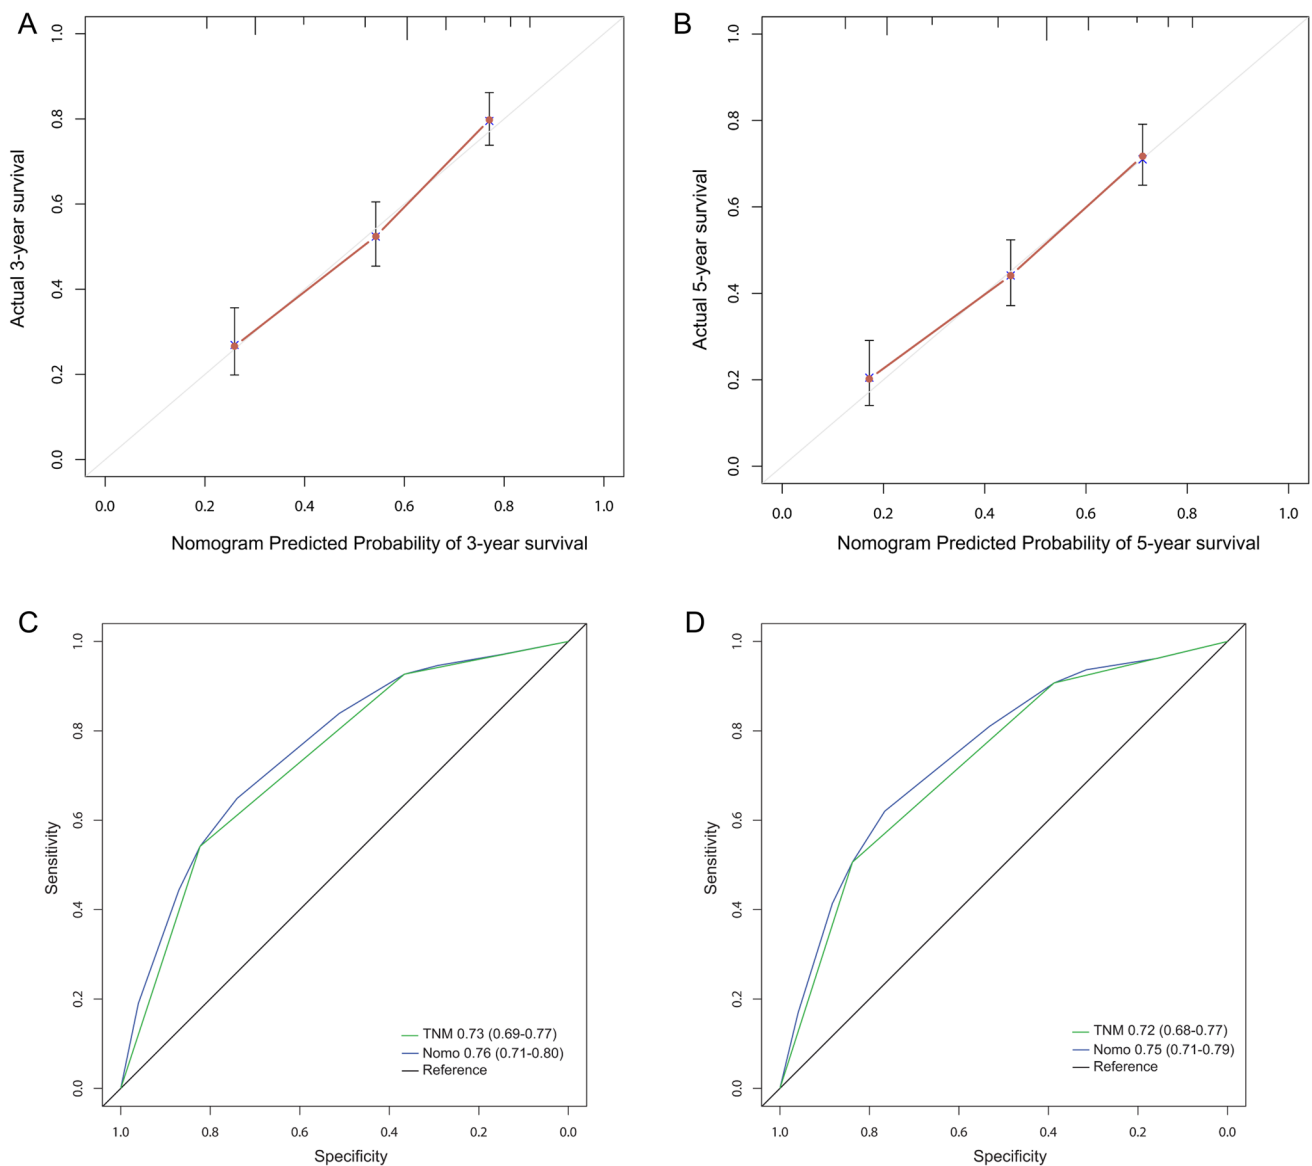 A
1.0
0.8
0.6
0.4
0.2
0.0
Actual 3-year survival
0.0 0.2 0.4 0.6 0.8 1.0
Nomogram Predicted Probability of 3-year survival
B
1.0
0.8
0.6
0.4
0.2
0.0
Actual 5-year survival
0.0 0.2 0.4 0.6 0.8 1.0
Nomogram Predicted Probability of 5-year survival
C
1.0
0.8
0.6
0.4
0.2
0.0
Sensitivity
TNM 0.73 (0.69-0.77)
Nomo 0.76 (0.71-0.80)
Reference
1.0 0.8 0.6 0.4 0.2 0.0
Specificity
D
1.0
0.8
0.6
0.4
0.2
0.0
Sensitivity
TNM 0.72 (0.68-0.77)
Nomo 0.75 (0.71-0.79)
Reference
1.0 0.8 0.6 0.4 0.2 0.0
Specificity